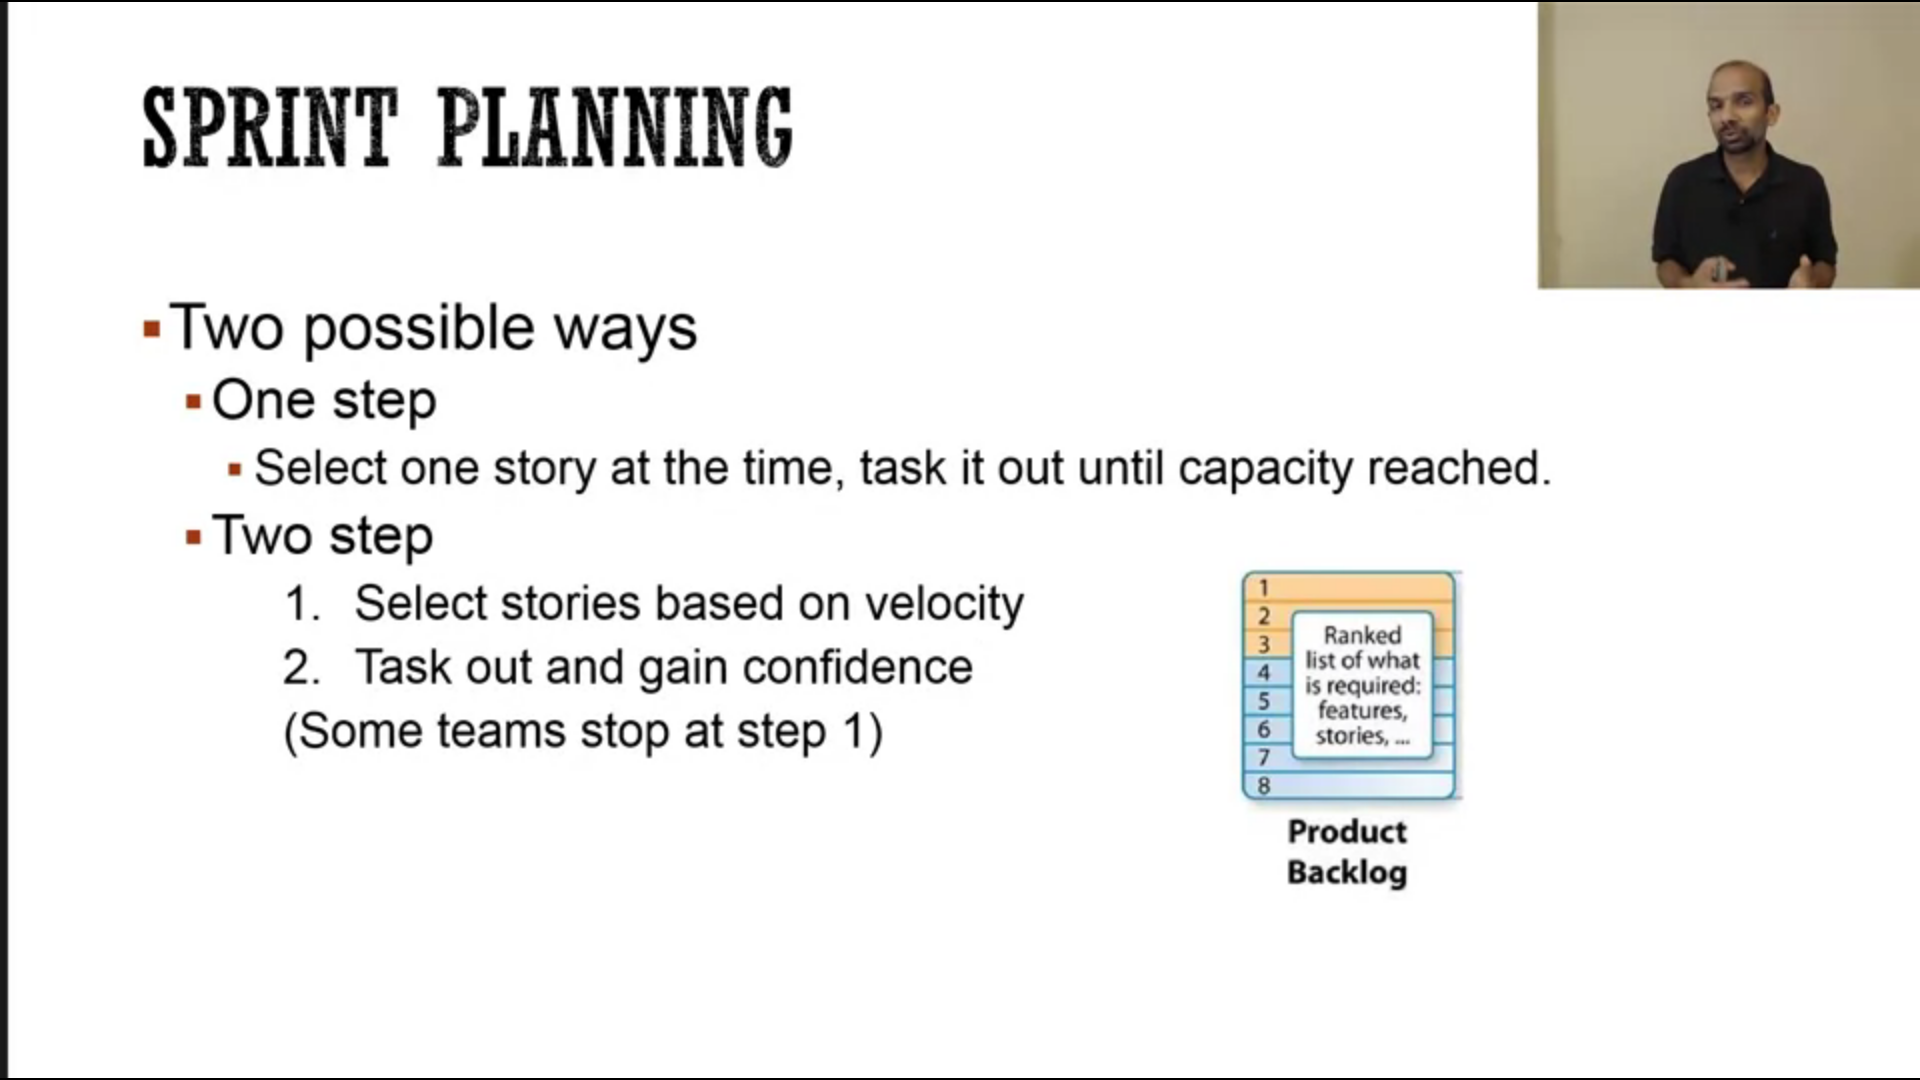 SPRINT PLANNING
Two possible ways
One step
Select one story at the time, task it out until capacity reached.
Two step
1. Select stories based on velocity
2. Task out and gain confidence
(Some teams stop at step 1)
1
2
3
4
5
6
7
8
Ranked
list of what
is required:
features,
stories, ...
Product
Backlog